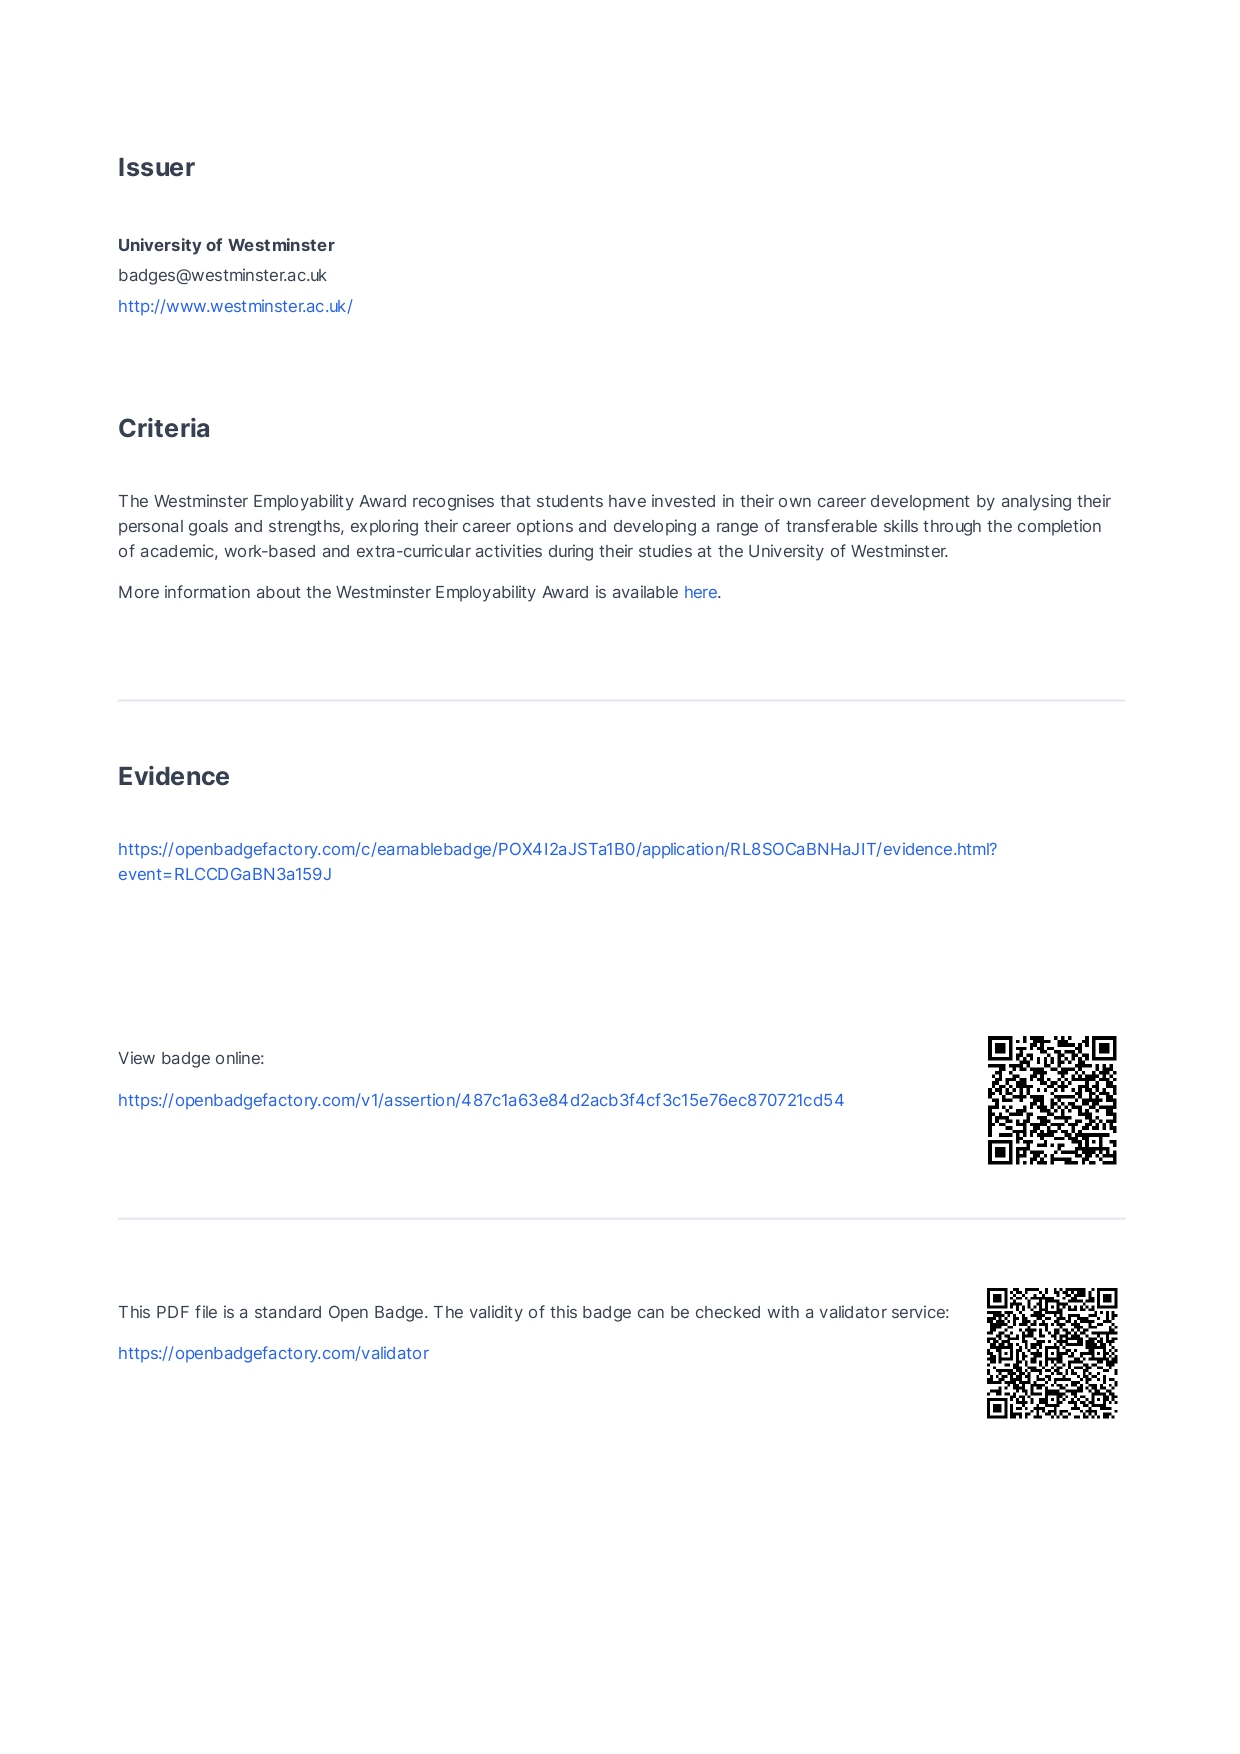 Issuer
University of Westminster
badges@westminster.ac.uk
http://www.westminster.ac.uk/
Criteria
The Westminster Employability Award recognises that students have invested in their own career development by analysing their
personal goals and strengths, exploring their career options and developing a range of transferable skills through the completion
of academic, work-based and extra-curricular activities during their studies at the University of Westminster.
More information about the Westminster Employability Award is available here.
Evidence
https://openbadgefactory.com/c/earnablebadge/POX4I2aJSTa1B0/application/RL8SOCaBNHaJIT/evidence.html?
event=RLCCDGaBN3a159J
View badge online:
https://openbadgefactory.com/v1/assertion/487c1a63e84d2acb3f4cf3c15e76ec870721cd54
This PDF file is a standard Open Badge. The validity of this badge can be checked with a validator service:
https://openbadgefactory.com/validator